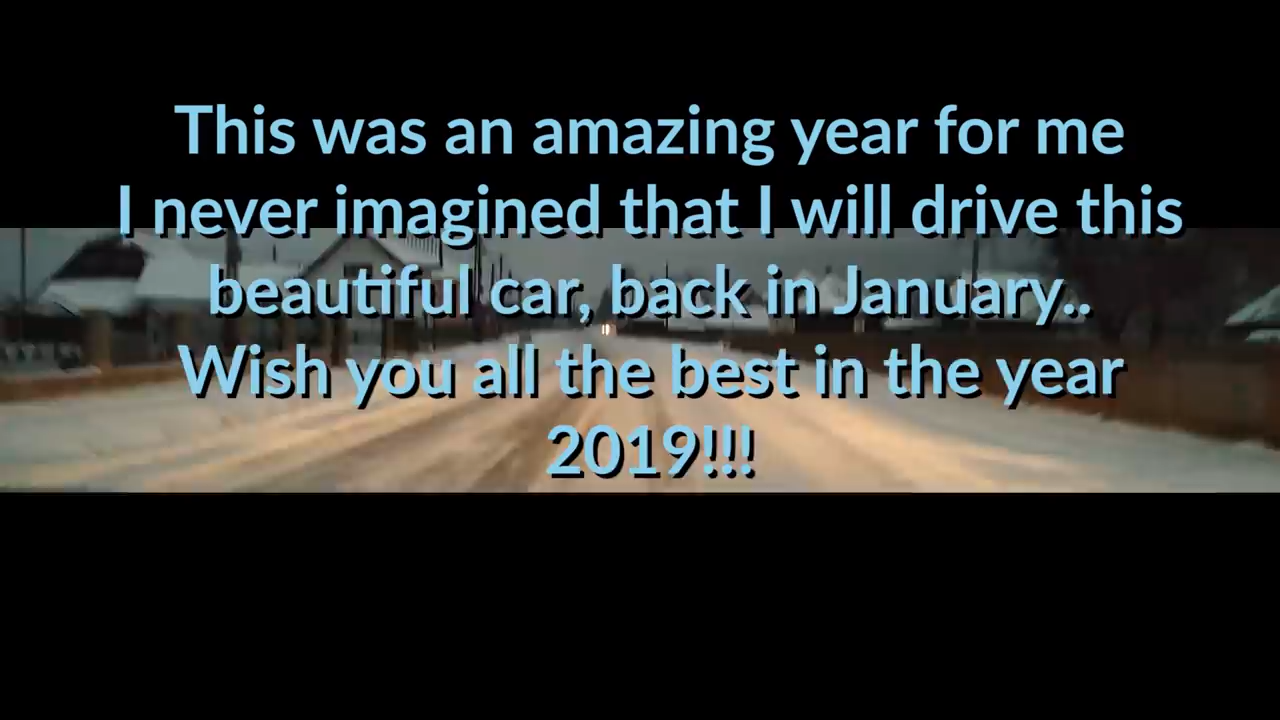 This was an amazing year for me
I never imagined that I will drive this
beautiful car, back in January..
Wish you all the best in the year
2019!!!